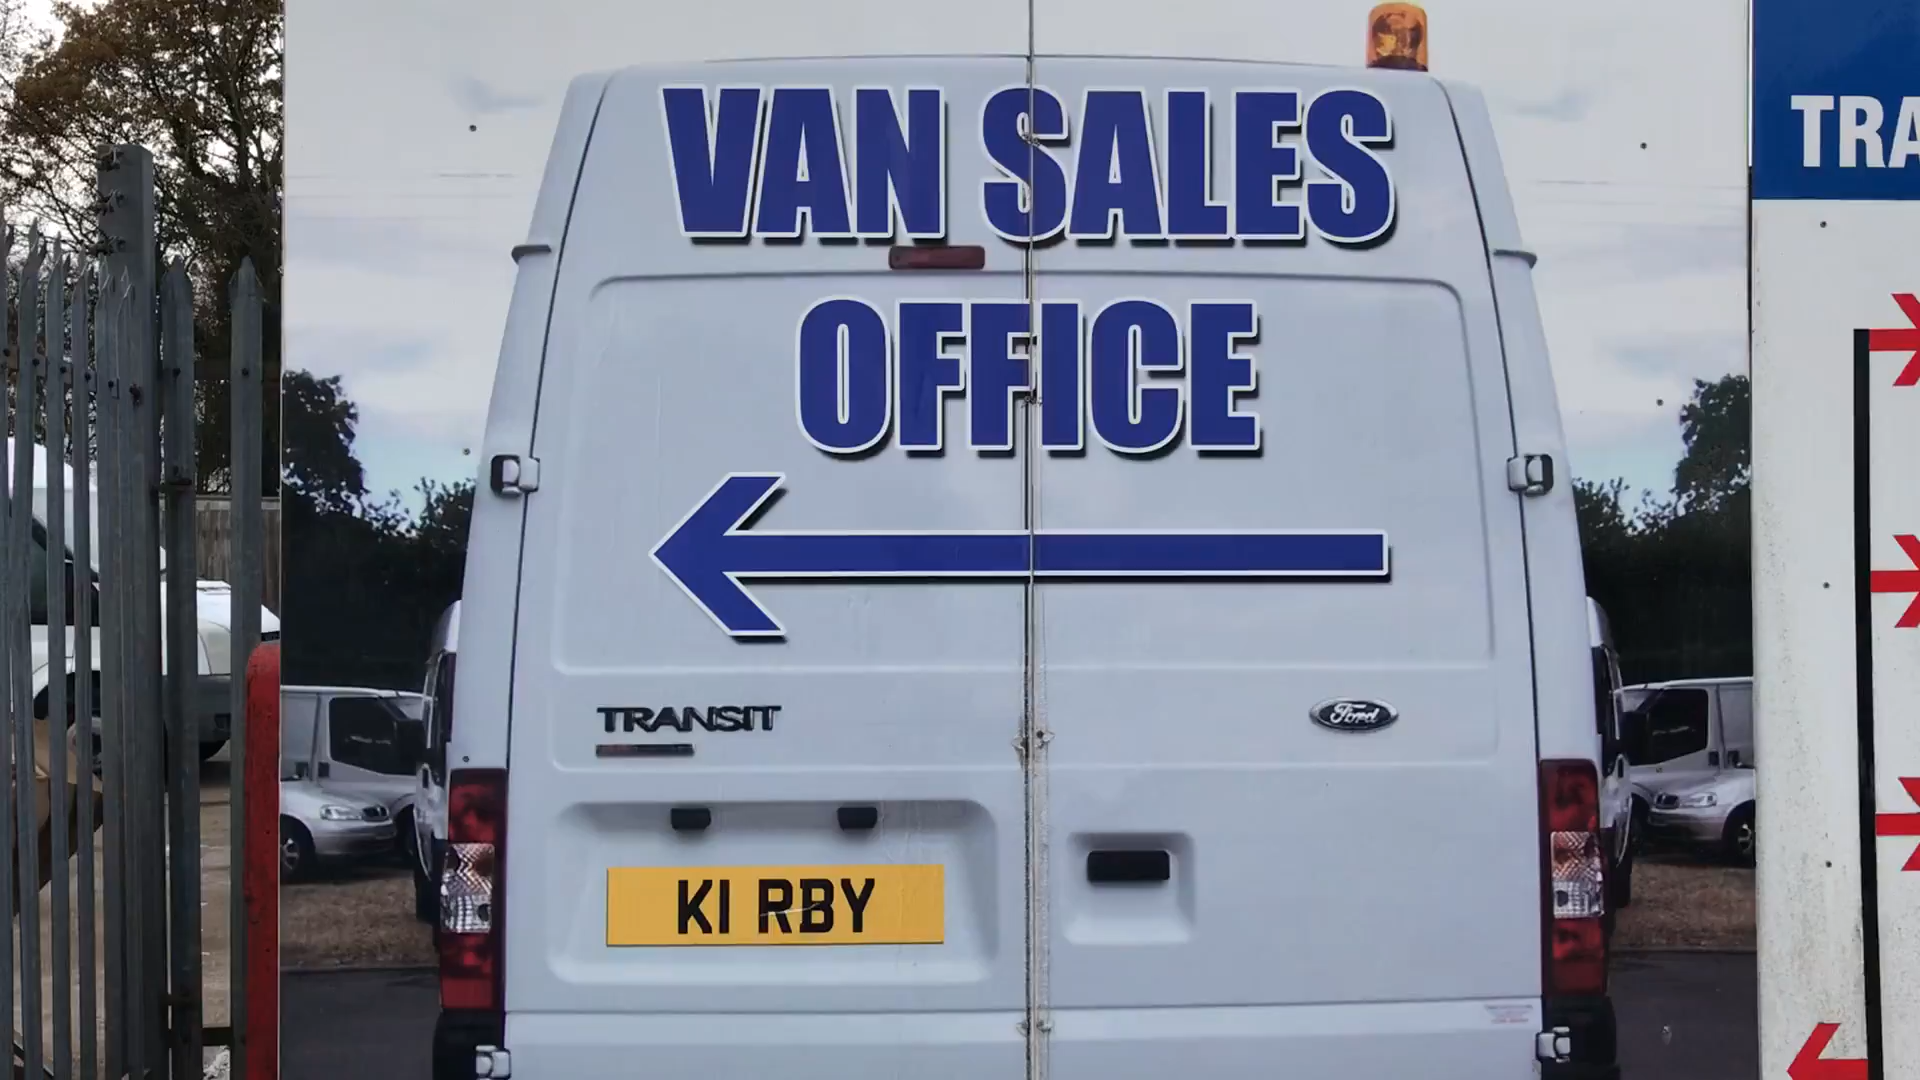 VAN SALES
OFFICE
TRANSIT
Ford
K1 RBY
TRA